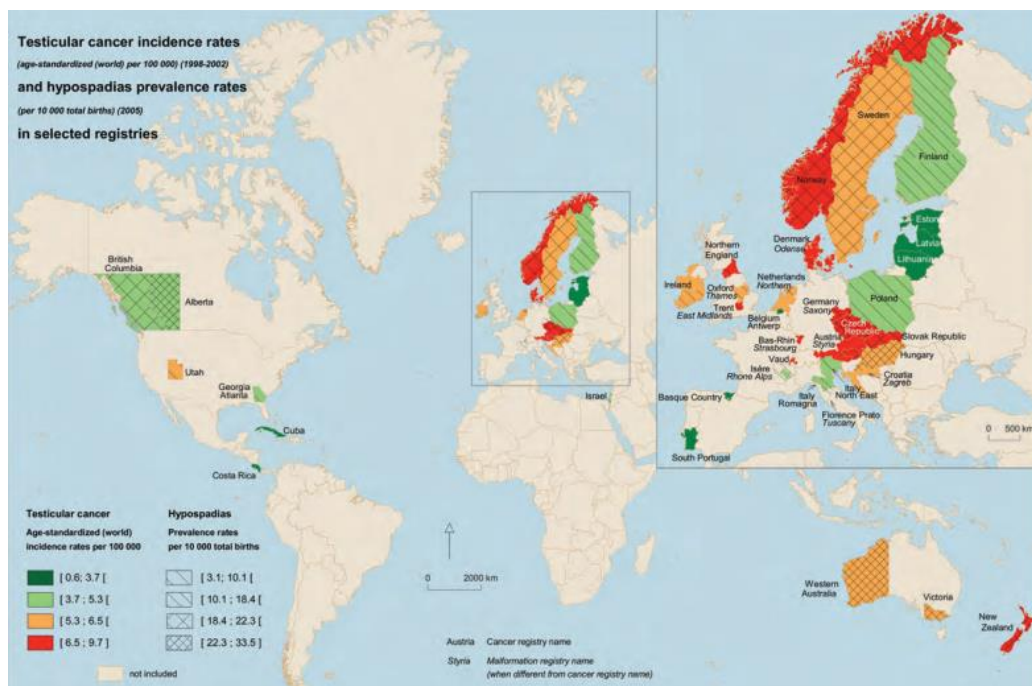 Testicular cancer incidence rates
(age-standardized (world) per 100 000) (1998-2002)
and hypospadias prevalence rates
(per 10 000 total births) (2005)
in selected registries
British
Columbia
Alberta
Utah
Georgia
Atlanta
Cuba
Costa Rica
Israel
Sweden
Finland
Norway
Estonia
Latvia
Lithuania
Denmark
Odense
Northern
England
Ireland
Oxford
Thames
Trent
East Midlands
Netherlands
Northern
Belgium
Antwerp
Germany
Saxony
Poland
Czech
Republic
Slovak Republic
Austria
Styria
Hungary
Bas-Rhin
Strasbourg
Vaud
Isère
Rhone Alps
Croatia
Zagreb
Italy
North East
Italy
Romagna
Florence Prato
Tuscany
Basque Country
South Portugal
0 500 km
Western
Australia
Victoria
New
Zealand
Testicular cancer
Age-standardized (world)
incidence rates per 100 000
[ 0.6; 3.7 [
[ 3.7 ; 5.3 [
[ 5.3 ; 6.5 [
[ 6.5 ; 9.7 [
not included
Hypospadias
Prevalence rates
per 10 000 total births
[ 3.1; 10.1 [
[ 10.1 ; 18.4 [
[ 18.4 ; 22.3 [
[ 22.3 ; 33.5 [
0 2000 km
Austria Cancer registry name
Styria Malformation registry name
(when different from cancer registry name)